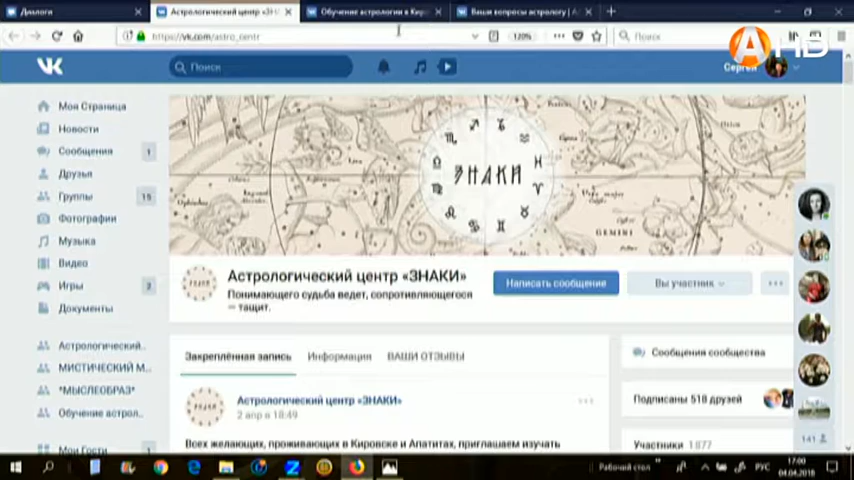 Диалоги
Астрологический центр «ЗН
Обучение астрологии в Кир
Ваши вопросы астрологу | А
https://vk.com/astro_centr
120%
Поиск
АНВ
Поиск
Сергей
Моя Страница
Новости
Сообщения 1
Друзья
Группы 15
Фотографии
Музыка
Видео
Игры 2
Документы
Астрологический..
МИСТИЧЕСКИЙ М...
*МЫСЛЕОБРАЗ*
Обучение астрол..
Мои Гости
ЗНАКИ
GEMINI
Астрологический центр «ЗНАКИ»
Понимающего судьба ведет, сопротивляющегося
— тащит.
Написать сообщение
Вы участник
Закреплённая запись
Информация
ВАШИ ОТЗЫВЫ
Астрологический центр «ЗНАКИ»
2 апр в 18:49
Всех желающих, проживающих в Кировске и Апатитах, приглашаем изучать
Сообщения сообщества
Подписаны 518 друзей
Участники 1 877
141
Рабочий стол
РУС
17:00
04.04.2018